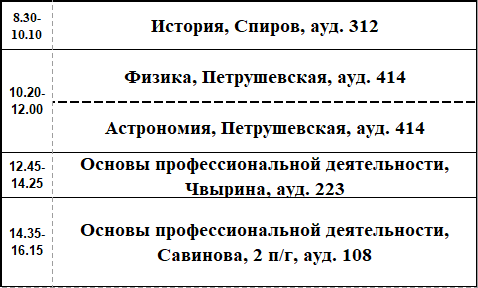 8.30-
10.10
История, Спиров, ауд. 312
10.20-
12.00
Физика, Петрушевская, ауд. 414
Астрономия, Петрушевская, ауд. 414
12.45-
14.25
Основы профессиональной деятельности,
Чвырина, ауд. 223
14.35-
16.15
Основы профессиональной деятельности,
Савинова, 2 п/г, ауд. 108